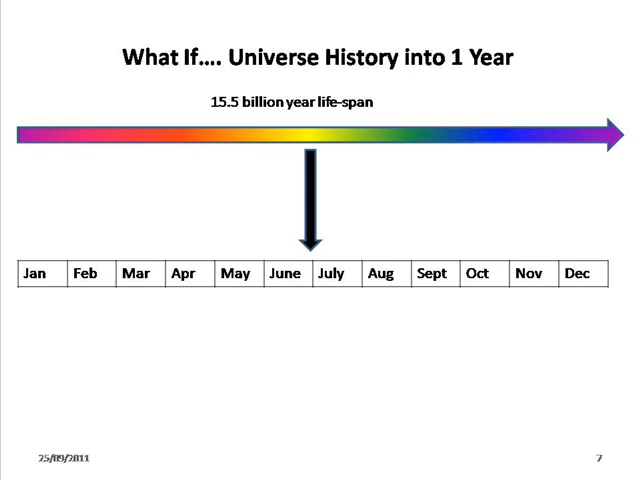 What If.... Universe History into 1 Year
15.5 billion year life-span
Jan Feb Mar Apr May June July Aug Sept Oct Nov Dec
25/09/2011 7